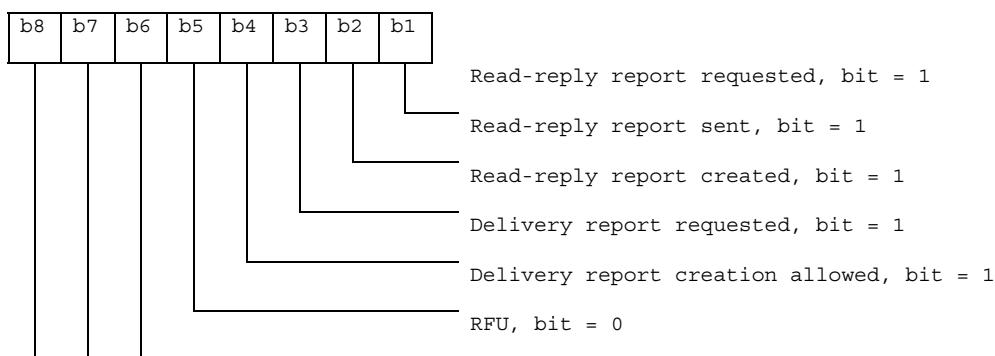 b8 b7 b6 b5 b4 b3 b2 b1
Read-reply report requested, bit = 1
Read-reply report sent, bit = 1
Read-reply report created, bit = 1
Delivery report requested, bit = 1
Delivery report creation allowed, bit = 1
RFU, bit = 0